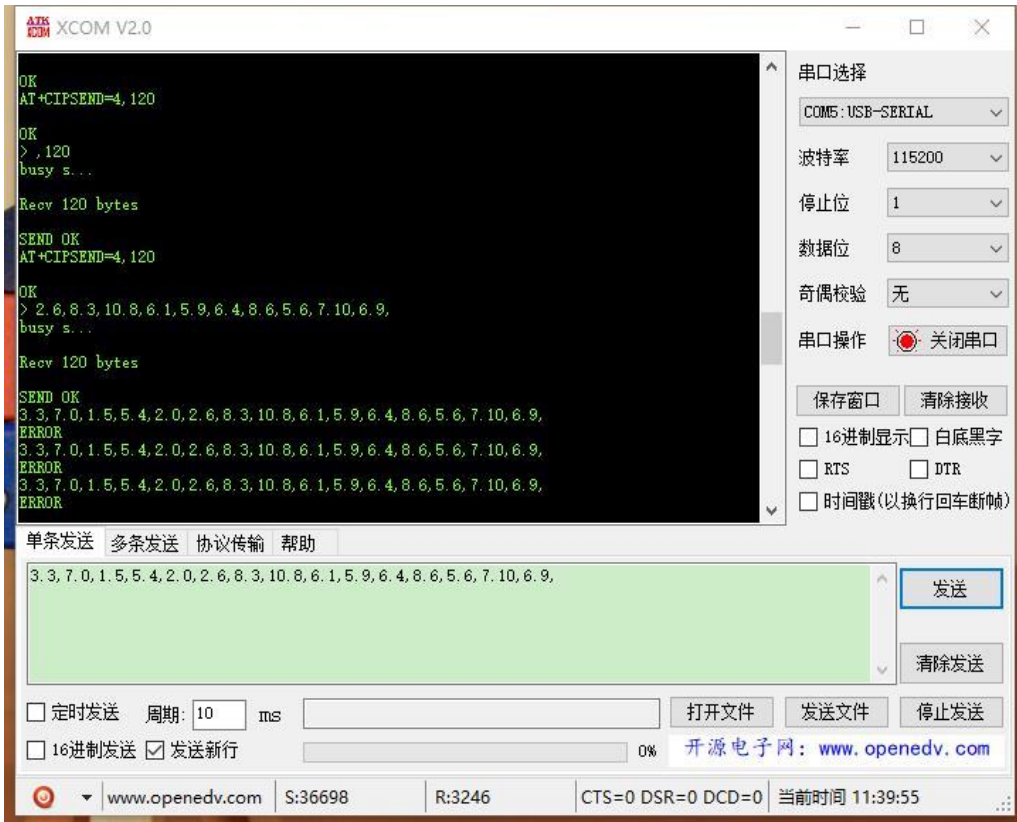 ATK
XCOM XCOM V2.0
OK
AT+CIPSEND=4,120
OK
> ,120
busy s...
Recv 120 bytes
SEND OK
AT+CIPSEND=4,120
OK
> 2.6,8.3,10.8,6.1,5.9,6.4,8.6,5.6,7.10,6.9,
busy s...
Recv 120 bytes
SEND OK
3.3,7.0,1.5,5.4,2.0,2.6,8.3,10.8,6.1,5.9,6.4,8.6,5.6,7.10,6.9,
ERROR
3.3,7.0,1.5,5.4,2.0,2.6,8.3,10.8,6.1,5.9,6.4,8.6,5.6,7.10,6.9,
ERROR
3.3,7.0,1.5,5.4,2.0,2.6,8.3,10.8,6.1,5.9,6.4,8.6,5.6,7.10,6.9,
ERROR
串口选择
COM5:USB-SERIAL
波特率 115200
停止位 1
数据位 8
奇偶校验 无
串口操作 关闭串口
保存窗口 清除接收
16进制显示 白底黑字
RTS DTR
时间戳(以换行回车断帧)
单条发送 多条发送 协议传输 帮助
3.3,7.0,1.5,5.4,2.0,2.6,8.3,10.8,6.1,5.9,6.4,8.6,5.6,7.10,6.9,
发送
清除发送
定时发送 周期: 10 ms 打开文件 发送文件 停止发送
16进制发送 发送新行 0% 开源电子网: www.openedv.com
www.openedv.com S:36698 R:3246 CTS=0 DSR=0 DCD=0 当前时间 11:39:55